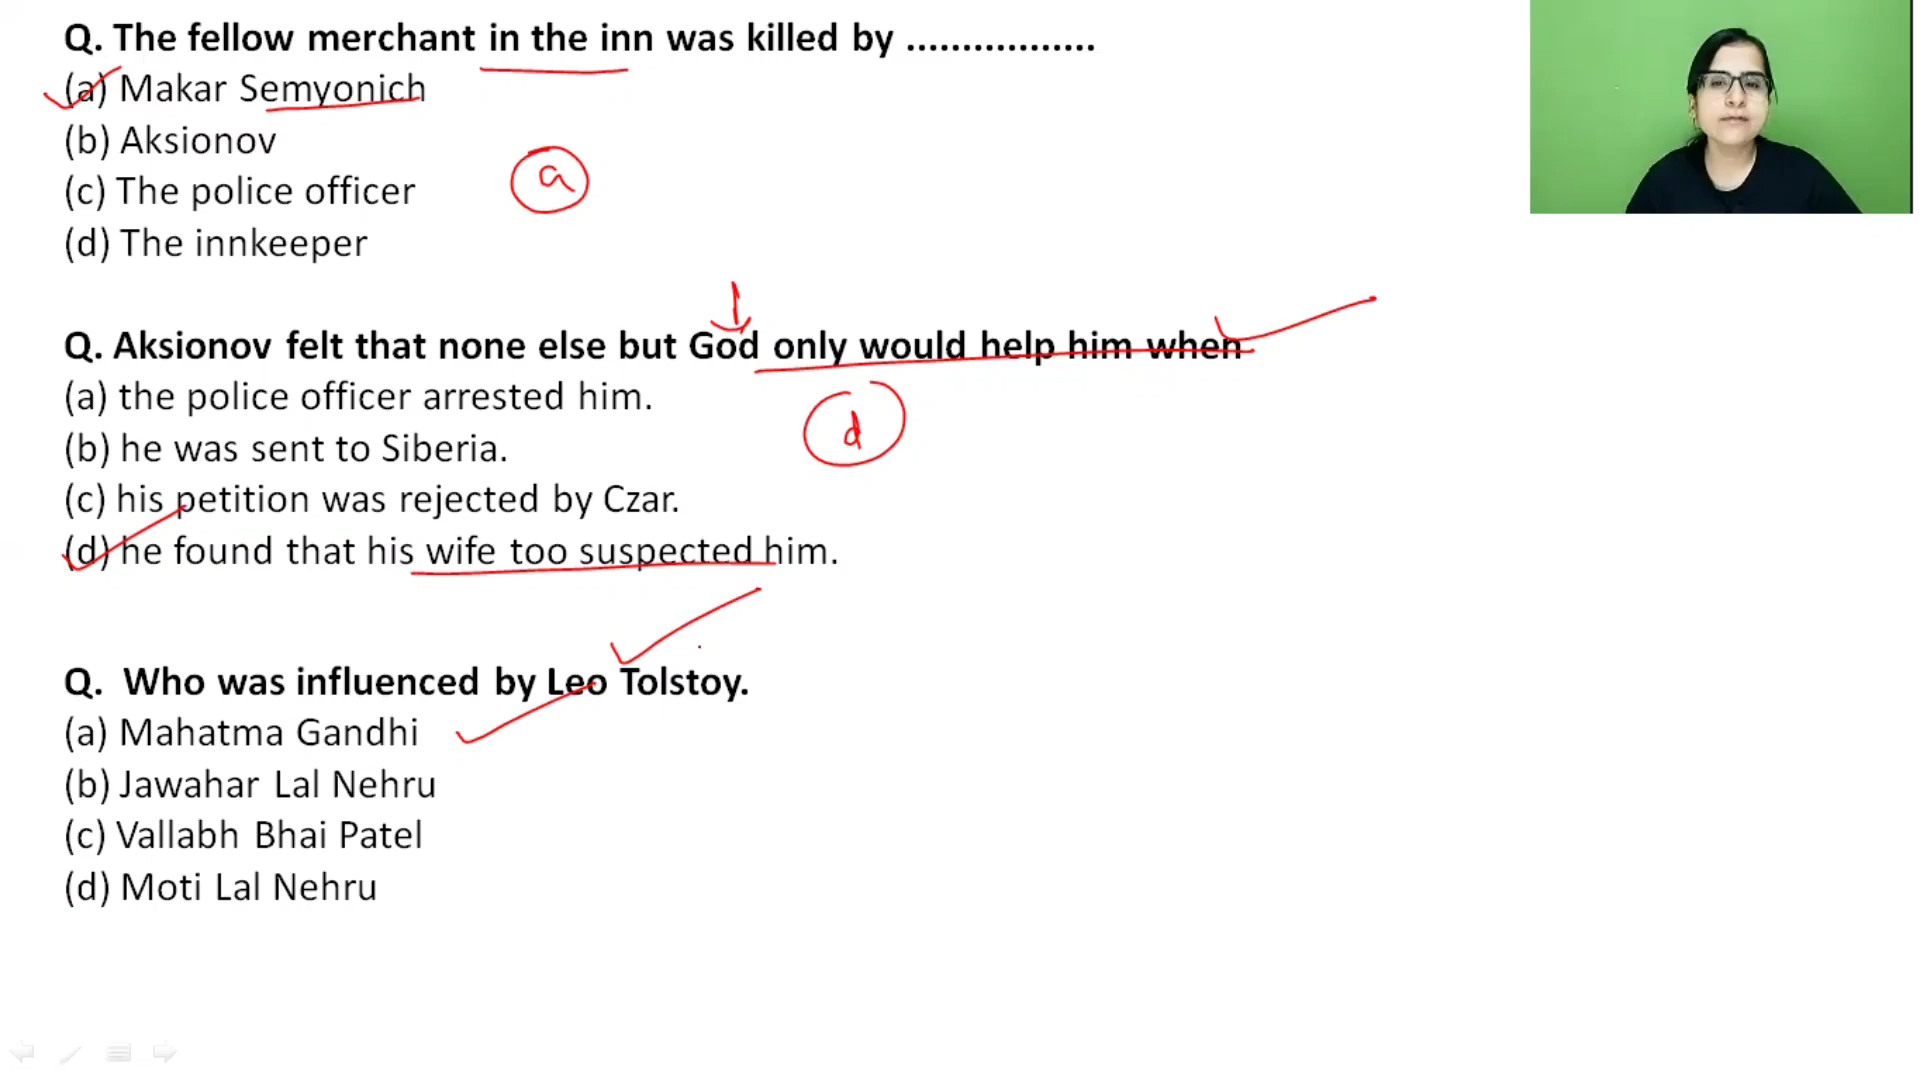 Q. The fellow merchant in the inn was killed by .................
(a) Makar Semyonich
(b) Aksionov
(c) The police officer
a
(d) The innkeeper
Q. Aksionov felt that none else but God only would help him when
(a) the police officer arrested him.
d
(b) he was sent to Siberia.
(c) his petition was rejected by Czar.
(d) he found that his wife too suspected him.
Q. Who was influenced by Leo Tolstoy.
(a) Mahatma Gandhi
(b) Jawahar Lal Nehru
(c) Vallabh Bhai Patel
(d) Moti Lal Nehru